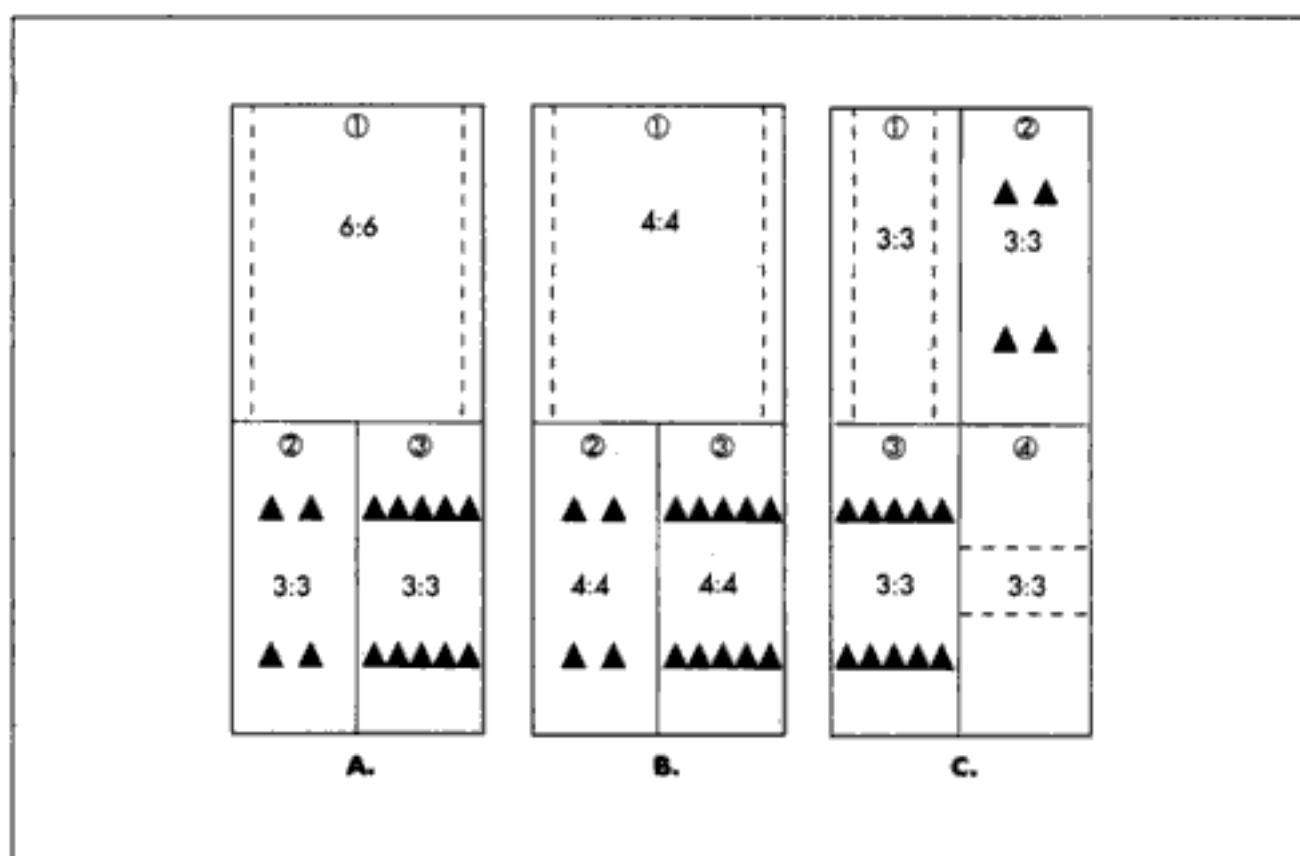 ① ① ① ②
6:6 4:4 3:3 3:3
② ③ ② ③ ③ ④
3:3 3:3 4:4 4:4 3:3 3:3
A. B. C.